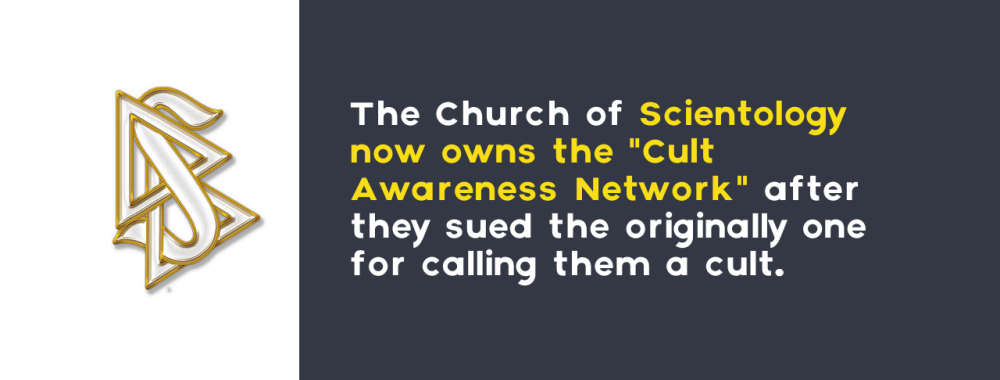 The Church of Scientology
now owns the "Cult
Awareness Network" after
they sued the originally one
for calling them a cult.
®